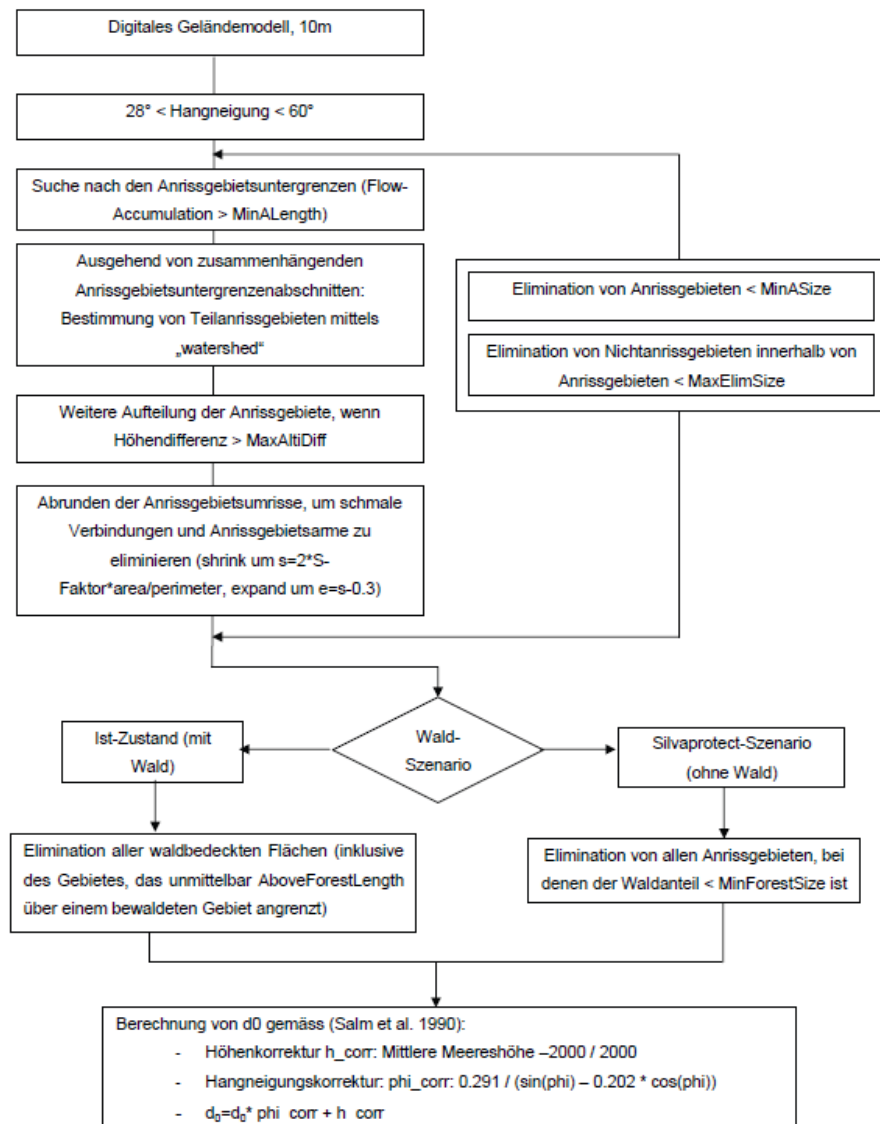 Digitales Geländemodell, 10m
28° < Hangneigung < 60°
Suche nach den Anrissgebietsuntergrenzen (Flow-
Accumulation > MinALength)
Ausgehend von zusammenhängenden
Anrissgebietsuntergrenzenabschnitten:
Bestimmung von Teilanrissgebieten mittels
„watershed“
Elimination von Anrissgebieten < MinASize
Elimination von Nichtanrissgebieten innerhalb von
Anrissgebieten < MaxElimSize
Weitere Aufteilung der Anrissgebiete, wenn
Höhendifferenz > MaxAltiDiff
Abrunden der Anrissgebietsumrisse, um schmale
Verbindungen und Anrissgebietsarme zu
eliminieren (shrink um s=2*S-
Faktor*area/perimeter, expand um e=s-0.3)
Wald-
Szenario
Ist-Zustand (mit
Wald)
Silvaprotect-Szenario
(ohne Wald)
Elimination aller waldbedeckten Flächen (inklusive
des Gebietes, das unmittelbar AboveForestLength
über einem bewaldeten Gebiet angrenzt)
Elimination von allen Anrissgebieten, bei
denen der Waldanteil < MinForestSize ist
Berechnung von d0 gemäss (Salm et al. 1990):
- Höhenkorrektur h_corr: Mittlere Meereshöhe –2000 / 2000
- Hangneigungskorrektur: phi_corr: 0.291 / (sin(phi) – 0.202 * cos(phi))
- d₀=d₀* phi_corr + h_corr